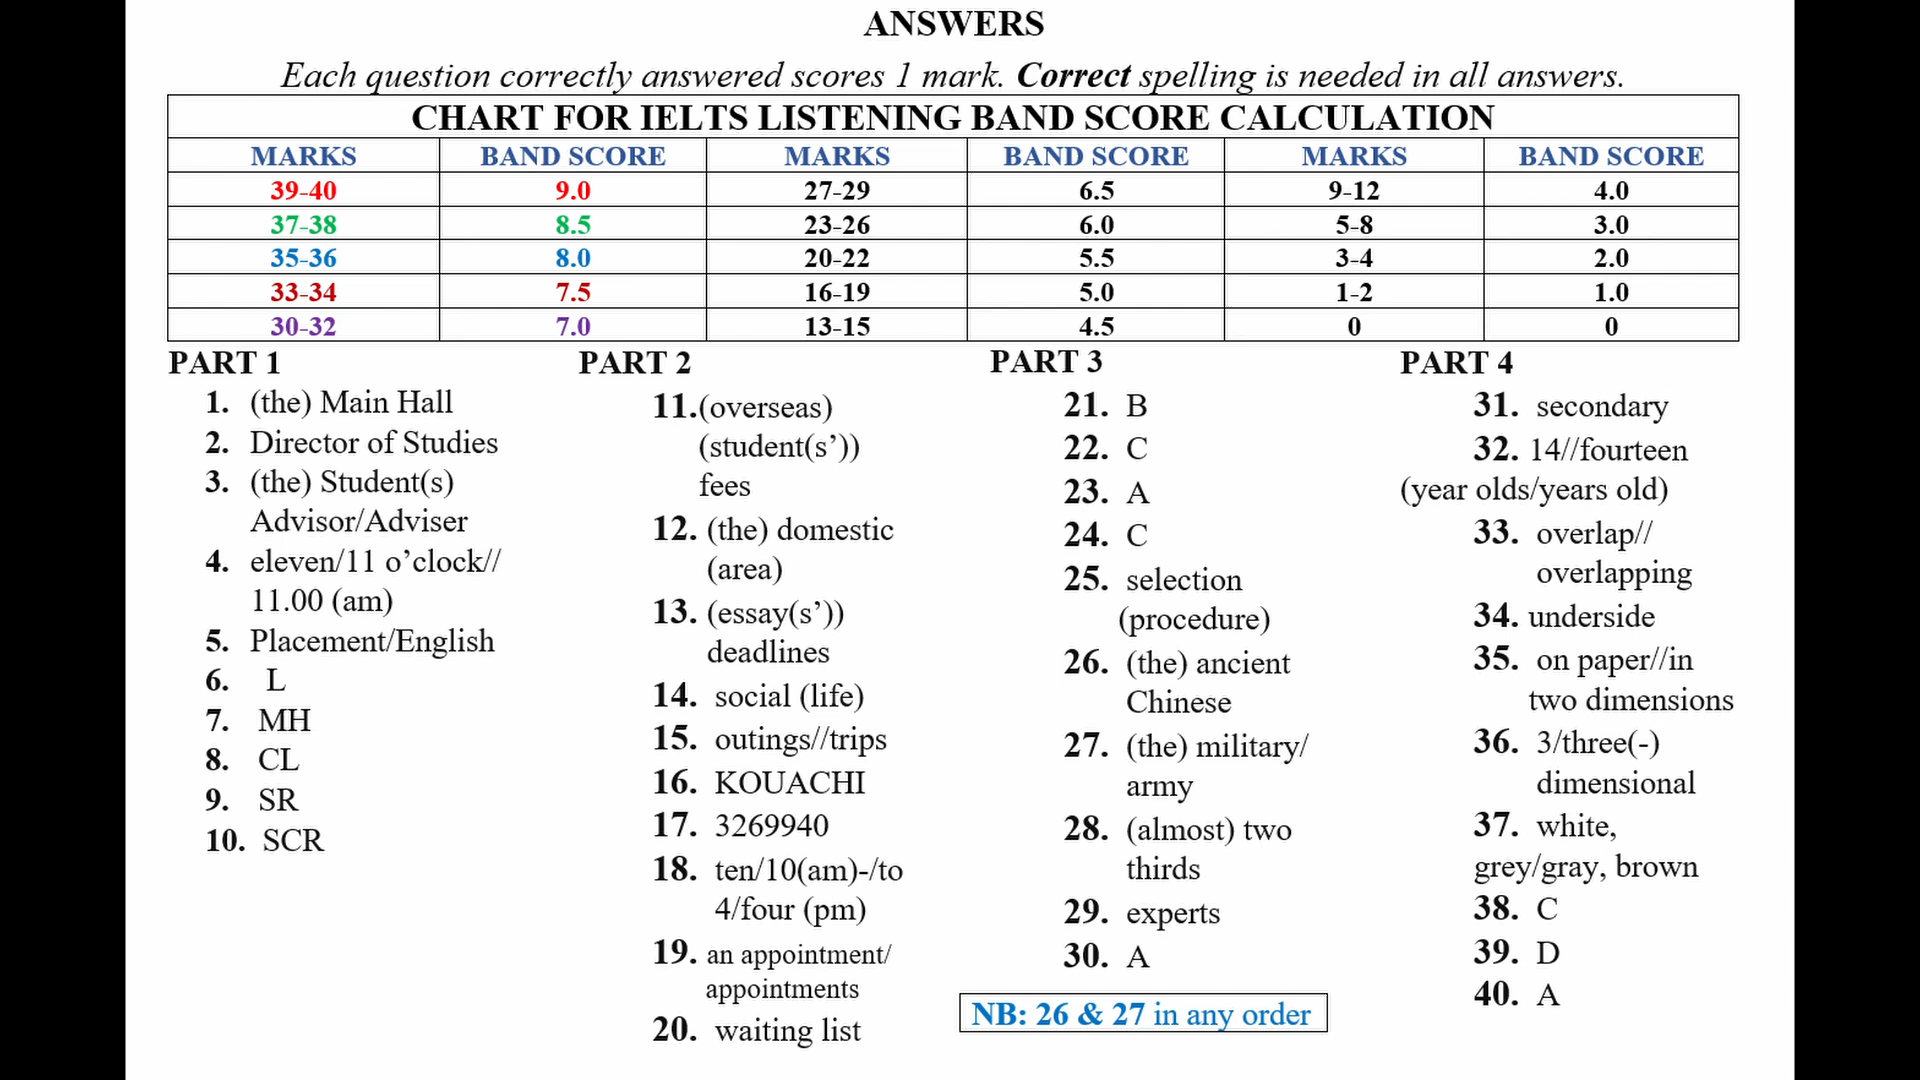 ANSWERS
Each question correctly answered scores 1 mark. Correct spelling is needed in all answers.
CHART FOR IELTS LISTENING BAND SCORE CALCULATION
MARKS BAND SCORE MARKS BAND SCORE MARKS BAND SCORE
39-40 9.0 27-29 6.5 9-12 4.0
37-38 8.5 23-26 6.0 5-8 3.0
35-36 8.0 20-22 5.5 3-4 2.0
33-34 7.5 16-19 5.0 1-2 1.0
30-32 7.0 13-15 4.5 0 0
PART 1
1. (the) Main Hall
2. Director of Studies
3. (the) Student(s)
Advisor/Adviser
4. eleven/11 o’clock//
11.00 (am)
5. Placement/English
6. L
7. MH
8. CL
9. SR
10. SCR
PART 2
11.(overseas)
(student(s’))
fees
12. (the) domestic
(area)
13. (essay(s’))
deadlines
14. social (life)
15. outings//trips
16. KOUACHI
17. 3269940
18. ten/10(am)-/to
4/four (pm)
19. an appointment/
appointments
20. waiting list
PART 3
21. B
22. C
23. A
24. C
25. selection
(procedure)
26. (the) ancient
Chinese
27. (the) military/
army
28. (almost) two
thirds
29. experts
30. A
NB: 26 & 27 in any order
PART 4
31. secondary
32. 14//fourteen
(year olds/years old)
33. overlap//
overlapping
34. underside
35. on paper//in
two dimensions
36. 3/three(-)
dimensional
37. white,
grey/gray, brown
38. C
39. D
40. A